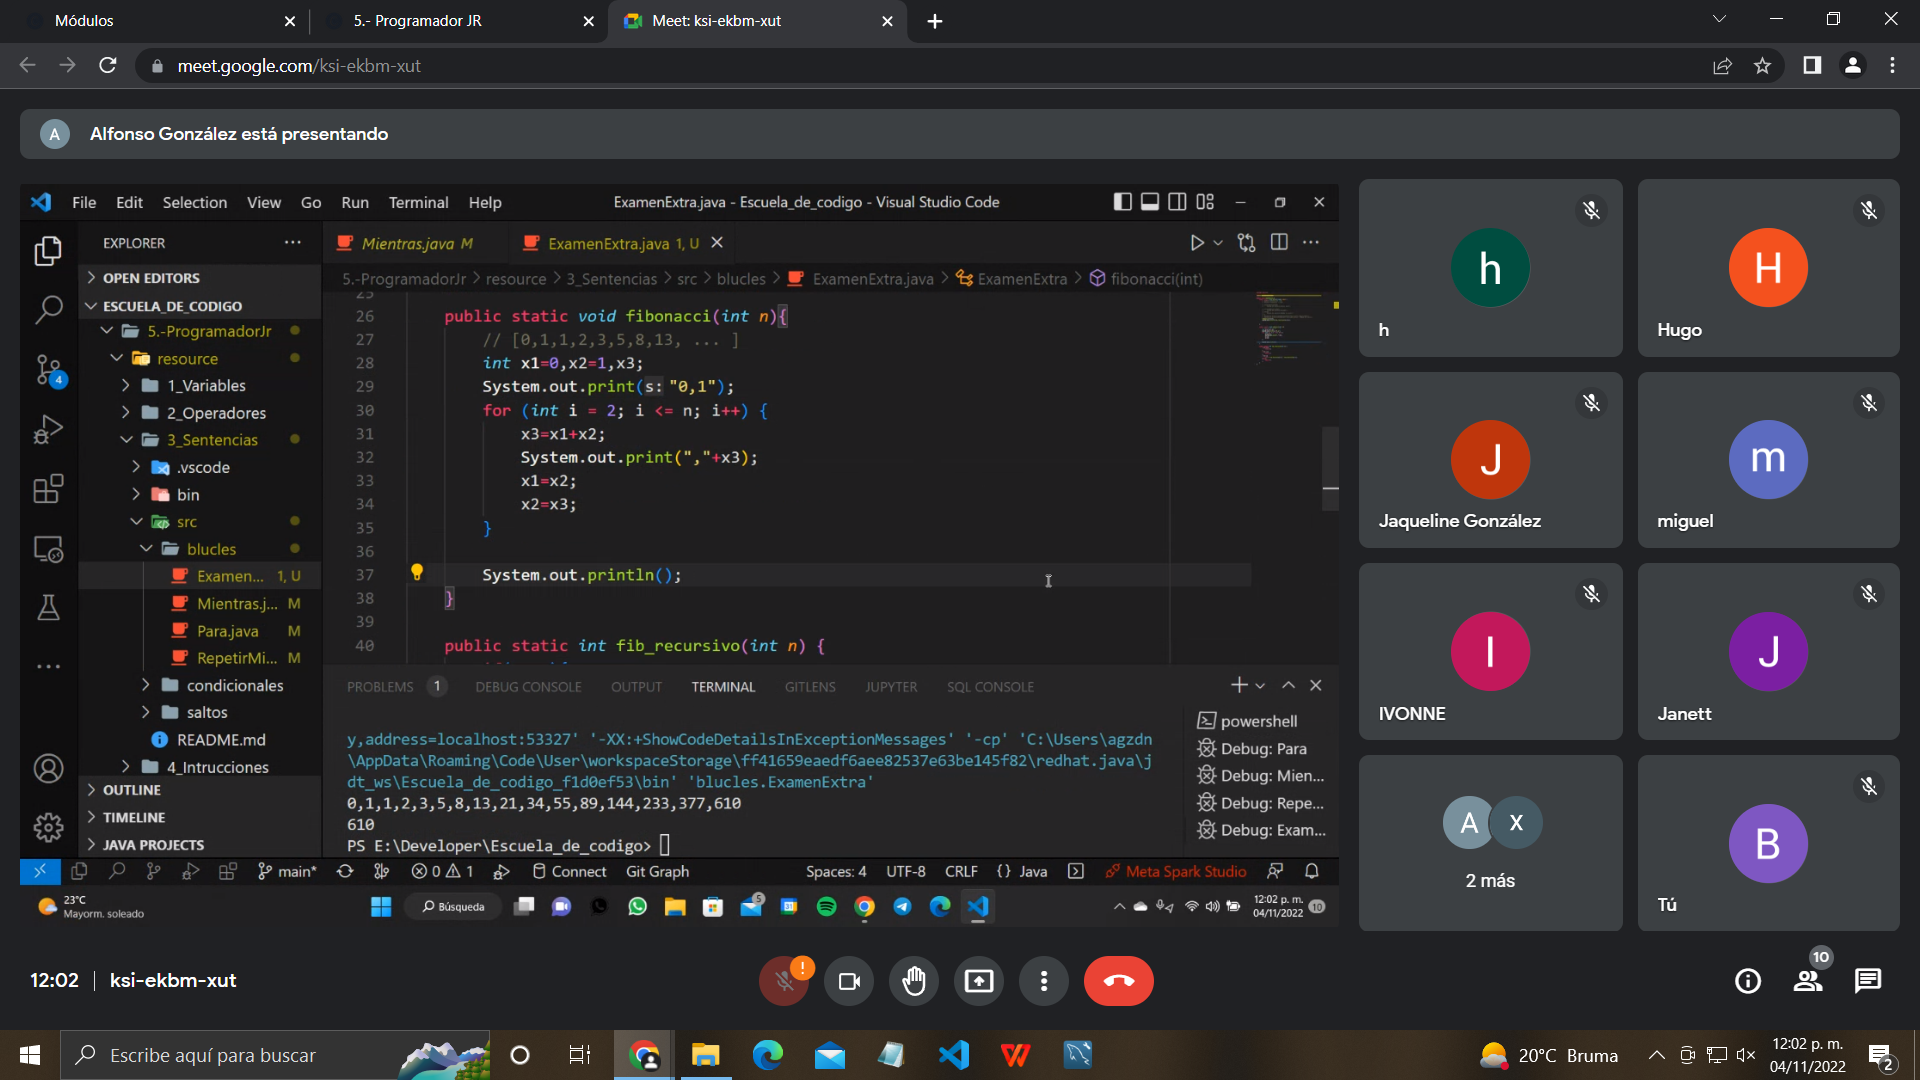 Módulos
5.- Programador JR
Meet: ksi-ekbm-xut
meet.google.com/ksi-ekbm-xut
A
Alfonso González está presentando
File Edit Selection View Go Run Terminal Help
ExamenExtra.java - Escuela_de_codigo - Visual Studio Code
EXPLORER
OPEN EDITORS
ESCUELA_DE_CODIGO
5.-ProgramadorJr
resource
1_Variables
2_Operadores
3_Sentencias
.vscode
bin
src
blucles
Examen... 1, U
Mientras.j... M
Para.java M
RepetirMi... M
condicionales
saltos
README.md
4_Intrucciones
OUTLINE
TIMELINE
JAVA PROJECTS
4
Mientras.java M
ExamenExtra.java 1, U
5.-ProgramadorJr > resource > 3_Sentencias > src > blucles > ExamenExtra.java > ExamenExtra > fibonacci(int)
25
26 public static void fibonacci(int n){
27 // [0,1,1,2,3,5,8,13, ... ]
28 int x1=0,x2=1,x3;
29 System.out.print(s: "0,1");
30 for (int i = 2; i <= n; i++) {
31 x3=x1+x2;
32 System.out.print(","+x3);
33 x1=x2;
34 x2=x3;
35 }
36
37 System.out.println();
38 }
39
40 public static int fib_recursivo(int n) {
PROBLEMS 1 DEBUG CONSOLE OUTPUT TERMINAL GITLENS JUPYTER SQL CONSOLE
y,address=localhost:53327' '-XX:+ShowCodeDetailsInExceptionMessages' '-cp' 'C:\Users\agzdn
\AppData\Roaming\Code\User\workspaceStorage\ff41659eaedf6aee82537e63be145f82\redhat.java\j
dt_ws\Escuela_de_codigo_f1d0ef53\bin' 'blucles.ExamenExtra'
0,1,1,2,3,5,8,13,21,34,55,89,144,233,377,610
610
PS E:\Developer\Escuela_de_codigo>
powershell
Debug: Para
Debug: Mien...
Debug: Repe...
Debug: Exam...
main* 0 1 Connect Git Graph Spaces: 4 UTF-8 CRLF {} Java Meta Spark Studio
23°C
Mayorm. soleado
Búsqueda
5
12:02 p. m.
04/11/2022
10
h
h
H
Hugo
J
Jaqueline González
m
miguel
I
IVONNE
J
Janett
A x
2 más
B
Tú
12:02 | ksi-ekbm-xut
!
10
Escribe aquí para buscar
20°C Bruma
12:02 p. m.
04/11/2022
2